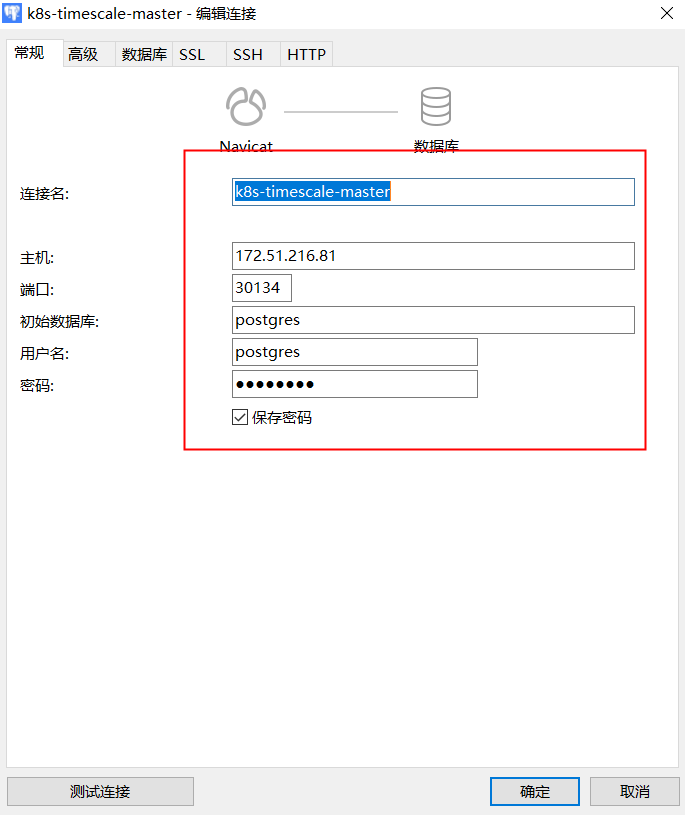 k8s-timescale-master - 编辑连接
常规 高级 数据库 SSL SSH HTTP
Navicat 数据库
连接名: k8s-timescale-master
主机: 172.51.216.81
端口: 30134
初始数据库: postgres
用户名: postgres
密码: ●●●●●●●●
保存密码
测试连接 确定 取消